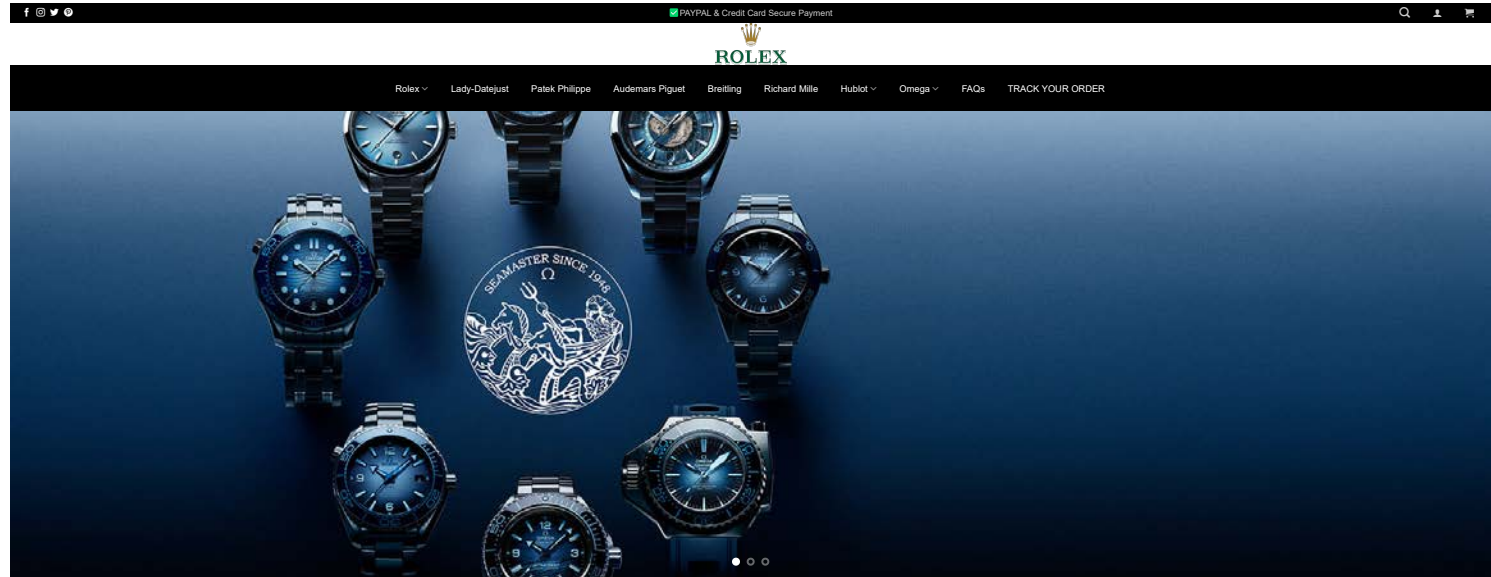 PAYPAL & Credit Card Secure Payment
ROLEX
Rolex Lady-Datejust Patek Philippe Audemars Piguet Breitling Richard Mille Hublot Omega FAQs TRACK YOUR ORDER
SEAMASTER SINCE 1948